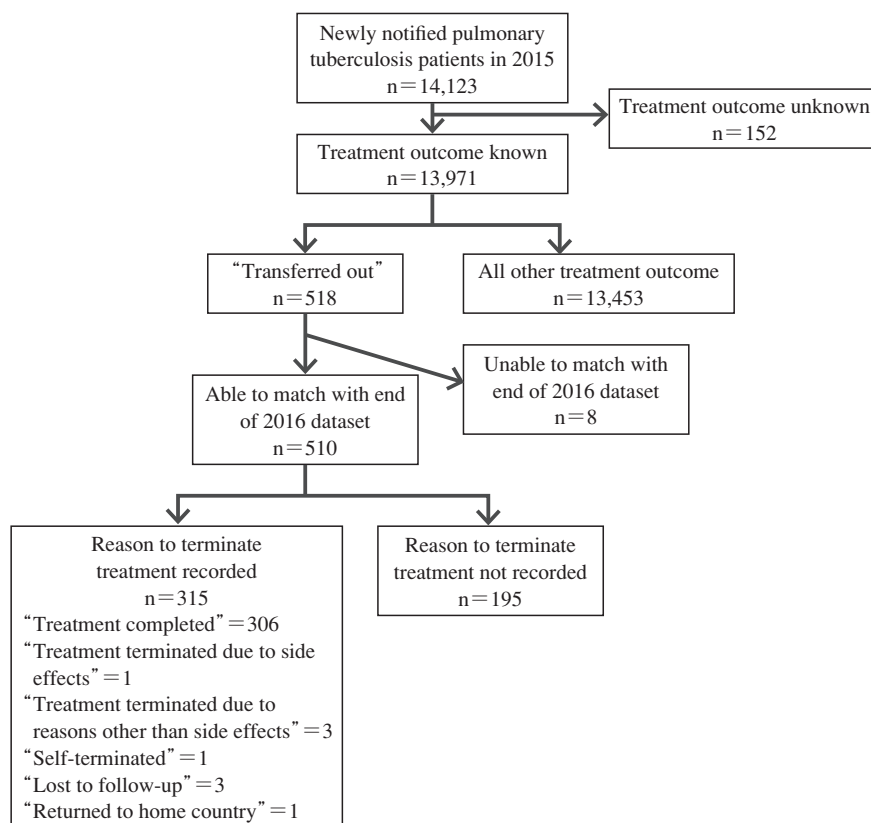 Newly notified pulmonary
tuberculosis patients in 2015
n＝14,123
Treatment outcome unknown
n＝152
Treatment outcome known
n＝13,971
“Transferred out”
n＝518
All other treatment outcome
n＝13,453
Unable to match with
end of 2016 dataset
n＝8
Able to match with end
of 2016 dataset
n＝510
Reason to terminate
treatment recorded
n＝315
“Treatment completed”＝306
“Treatment terminated due to side
effects”＝1
“Treatment terminated due to
reasons other than side effects”＝3
“Self-terminated”＝1
“Lost to follow-up”＝3
“Returned to home country”＝1
Reason to terminate
treatment not recorded
n＝195